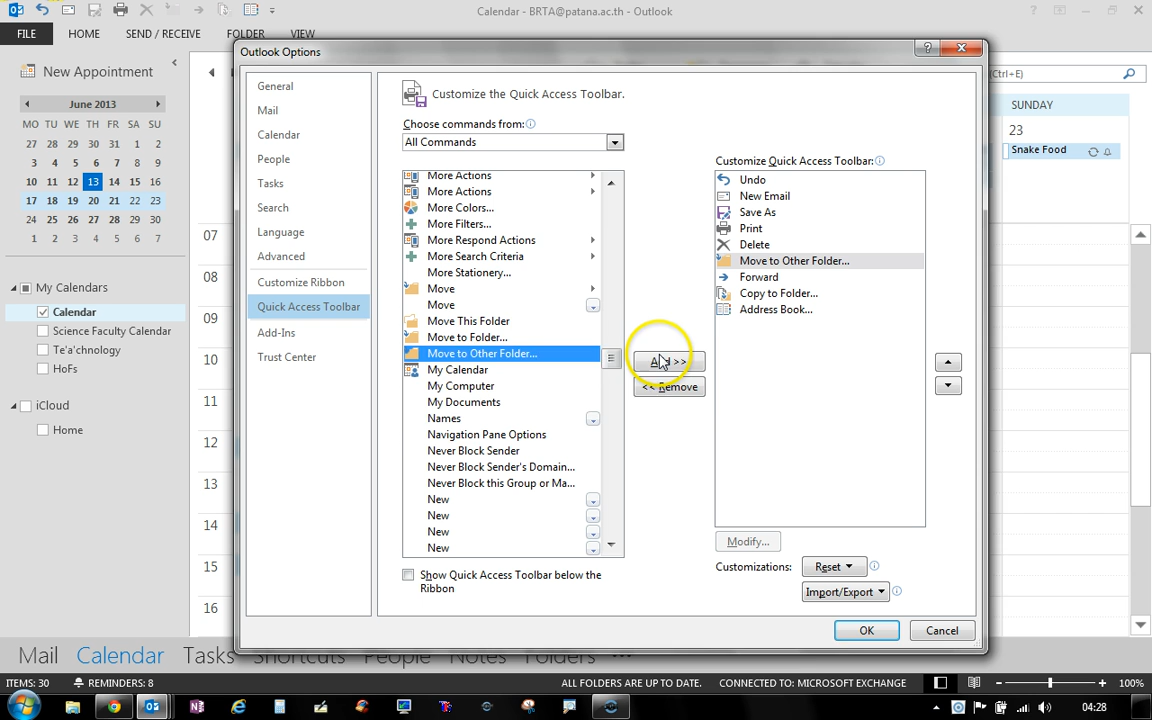 Calendar - BRTA@patana.ac.th - Outlook
FILE
HOME
SEND / RECEIVE
FOLDER
VIEW
Outlook Options
New Appointment
June 2013
MO TU WE TH FR SA SU
27 28 29 30 31 1 2
3 4 5 6 7 8 9
10 11 12 13 14 15 16
17 18 19 20 21 22 23
24 25 26 27 28 29 30
1 2 3 4 5 6 7
My Calendars
Calendar
Science Faculty Calendar
Te'a'chnology
HoFs
iCloud
Home
07
08
09
10
11
12
13
14
15
16
General
Mail
Calendar
People
Tasks
Search
Language
Advanced
Customize Ribbon
Quick Access Toolbar
Add-Ins
Trust Center
Customize the Quick Access Toolbar.
Choose commands from:
All Commands
More Actions
More Actions
More Colors...
More Filters...
More Respond Actions
More Search Criteria
More Stationery...
Move
Move
Move This Folder
Move to Folder...
Move to Other Folder...
My Calendar
My Computer
My Documents
Names
Navigation Pane Options
Never Block Sender
Never Block Sender's Domain...
Never Block this Group or Ma...
New
New
New
New
Show Quick Access Toolbar below the
Ribbon
Add >>
<< Remove
Customize Quick Access Toolbar:
Undo
New Email
Save As
Print
Delete
Move to Other Folder...
Forward
Copy to Folder...
Address Book...
Modify...
Customizations:
Reset
Import/Export
OK
Cancel
(Ctrl+E)
SUNDAY
23
Snake Food
Mail
Calendar
Tasks
Shortcuts
People
Notes
Folders
...
ITEMS: 30
REMINDERS: 8
ALL FOLDERS ARE UP TO DATE.
CONNECTED TO: MICROSOFT EXCHANGE
100%
04:28